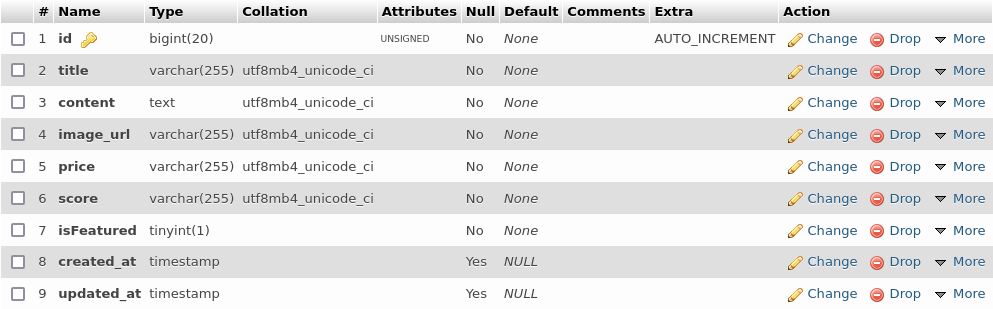 # Name Type Collation Attributes Null Default Comments Extra Action
1 id bigint(20) UNSIGNED No None AUTO_INCREMENT Change Drop More
2 title varchar(255) utf8mb4_unicode_ci No None Change Drop More
3 content text utf8mb4_unicode_ci No None Change Drop More
4 image_url varchar(255) utf8mb4_unicode_ci No None Change Drop More
5 price varchar(255) utf8mb4_unicode_ci No None Change Drop More
6 score varchar(255) utf8mb4_unicode_ci No None Change Drop More
7 isFeatured tinyint(1) No None Change Drop More
8 created_at timestamp Yes NULL Change Drop More
9 updated_at timestamp Yes NULL Change Drop More